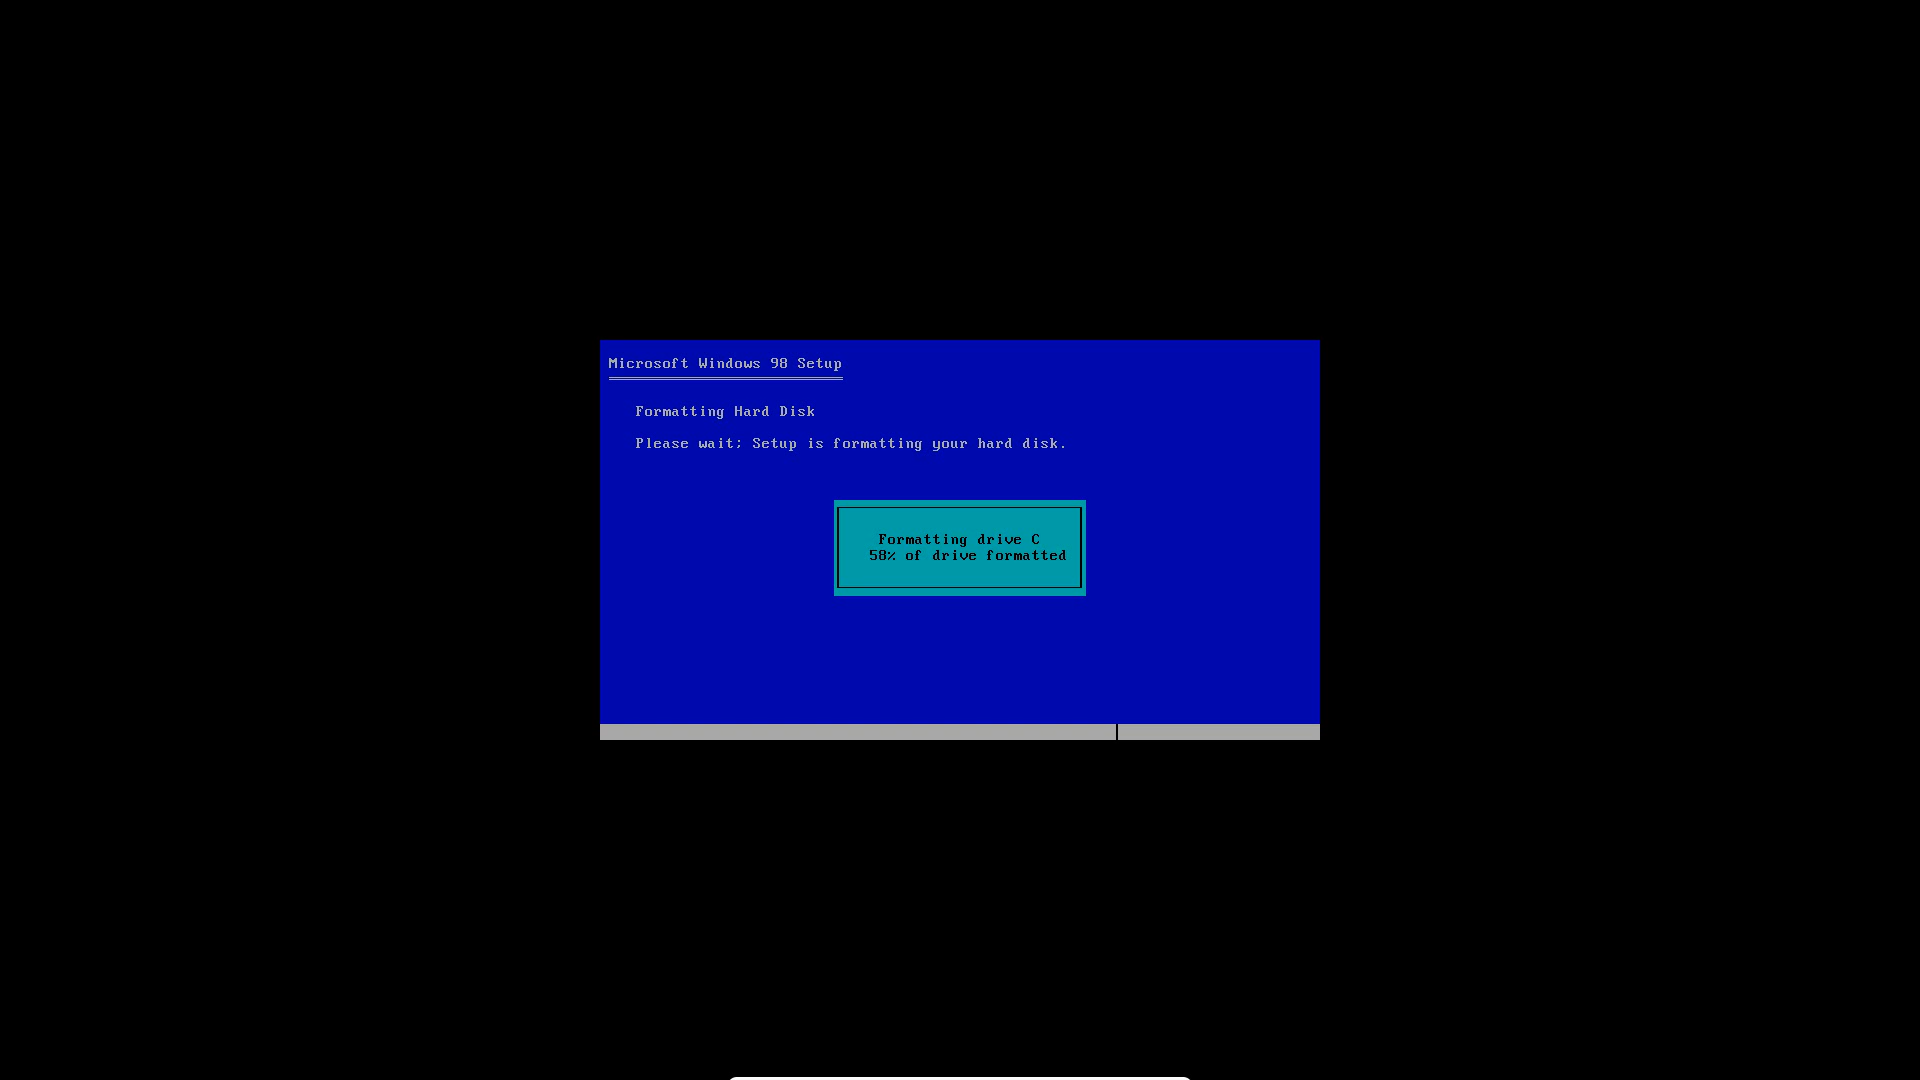 Microsoft Windows 98 Setup
Formatting Hard Disk
Please wait; Setup is formatting your hard disk.
Formatting drive C
58% of drive formatted